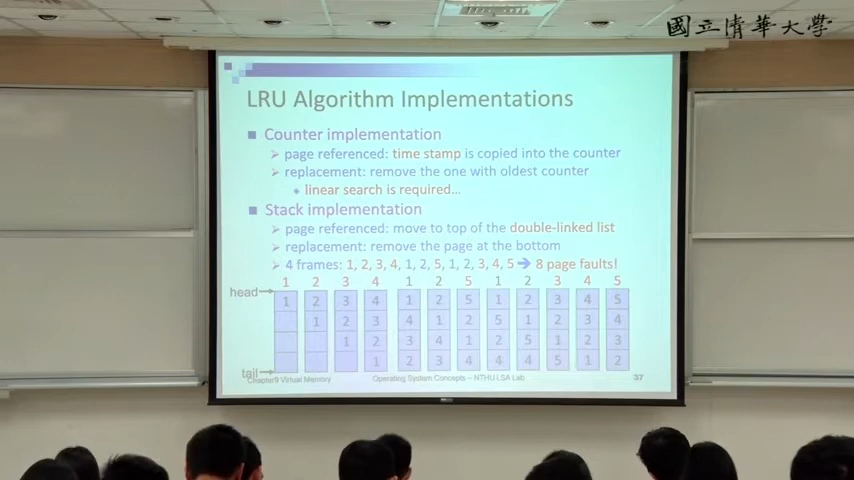 國立清華大學
LRU Algorithm Implementations
Counter implementation
page referenced: time stamp is copied into the counter
replacement: remove the one with oldest counter
linear search is required…
Stack implementation
page referenced: move to top of the double-linked list
replacement: remove the page at the bottom
4 frames: 1, 2, 3, 4, 1, 2, 5, 1, 2, 3, 4, 5 → 8 page faults!
1 2 3 4 1 2 5 1 2 3 4 5
head 1 2 3 4 1 2 5 1 2 3 4 5
1 2 3 4 1 2 5 1 2 3 4
1 2 3 4 1 2 5 1 2 3
tail 1 2 3 4 4 4 5 1 2
Chapter9 Virtual Memory Operating System Concepts – NTHU LSA Lab 37